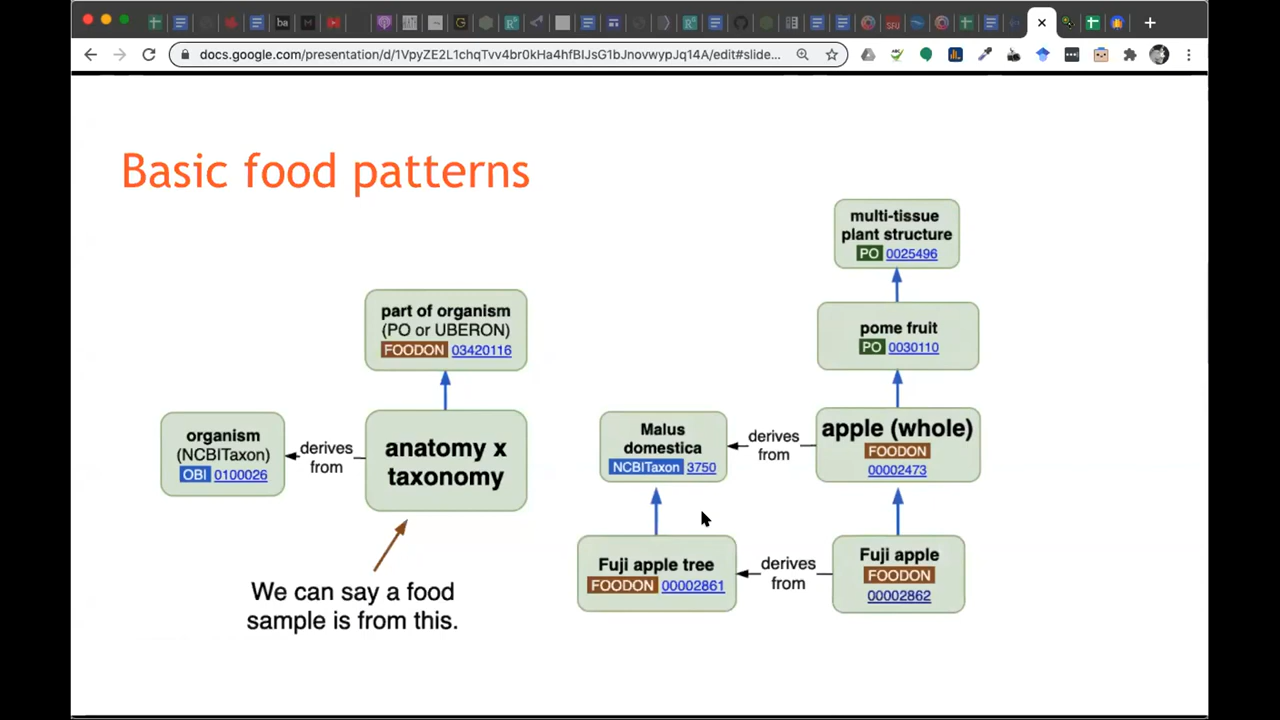 ba
docs.google.com/presentation/d/1VpyZE2L1chqTvv4br0kHa4hfBIJsG1bJnovwypJq14A/edit#slide...
Basic food patterns
part of organism
(PO or UBERON)
FOODON 03420116
organism
(NCBITaxon)
OBI 0100026
derives
from
anatomy x
taxonomy
We can say a food
sample is from this.
multi-tissue
plant structure
PO 0025496
pome fruit
PO 0030110
Malus
domestica
NCBITaxon 3750
derives
from
apple (whole)
FOODON
00002473
Fuji apple tree
FOODON 00002861
derives
from
Fuji apple
FOODON
00002862